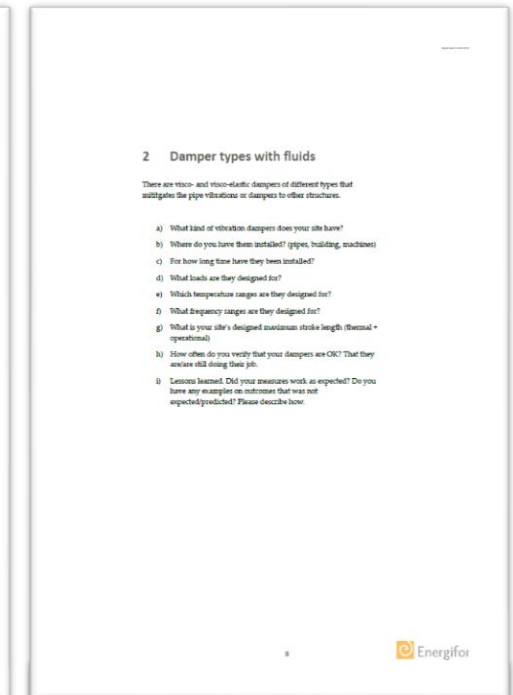 2 Damper types with fluids
There are visco- and visco-elastic dampers of different types that
mitifgates the pipe vibrations or dampers to other structures.
a) What kind of vibration dampers does your site have?
b) Where do you have them installed? (pipes, building, machines)
c) For how long time have they been installed?
d) What loads are they designed for?
e) Which temperature ranges are they designed for?
f) What frequency ranges are they designed for?
g) What is your site's designed maximum stroke length (thermal +
operational)
h) How often do you verify that your dampers are OK? That they
are/are still doing their job.
i) Lessons learned. Did your measures work as expected? Do you
have any examples on outcomes that was not
expected/predicted? Please describe how.
8
Energifor